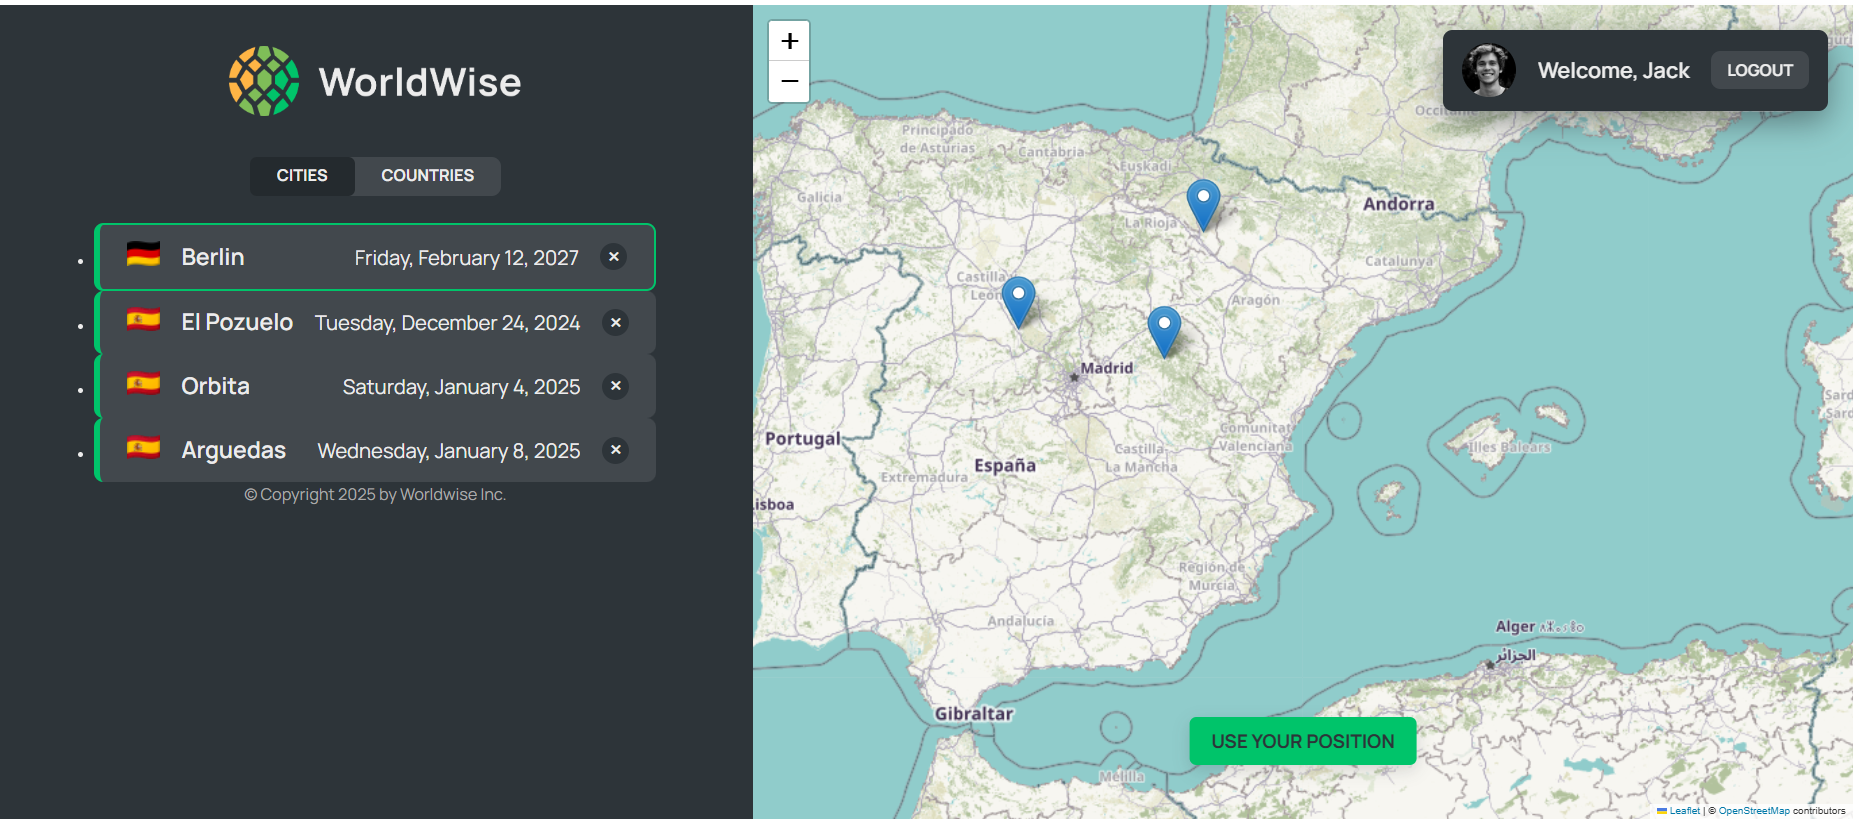 WorldWise
CITIES
COUNTRIES
Berlin
Friday, February 12, 2027
×
El Pozuelo
Tuesday, December 24, 2024
×
Orbita
Saturday, January 4, 2025
×
Arguedas
Wednesday, January 8, 2025
×
© Copyright 2025 by Worldwise Inc.
+
−
Welcome, Jack
LOGOUT
Principado
de Asturias
Cantabria
Euskadi
Galicia
La Rioja
Andorra
Catalunya
Castilla
León
Aragón
Madrid
Portugal
España
Castilla-
La Mancha
Comunitat
Valenciana
Illes Balears
Extremadura
Región de
Murcia
Andalucía
Alger
الجزائر
Gibraltar
Melilla
USE YOUR POSITION
Leaflet | © OpenStreetMap contributors